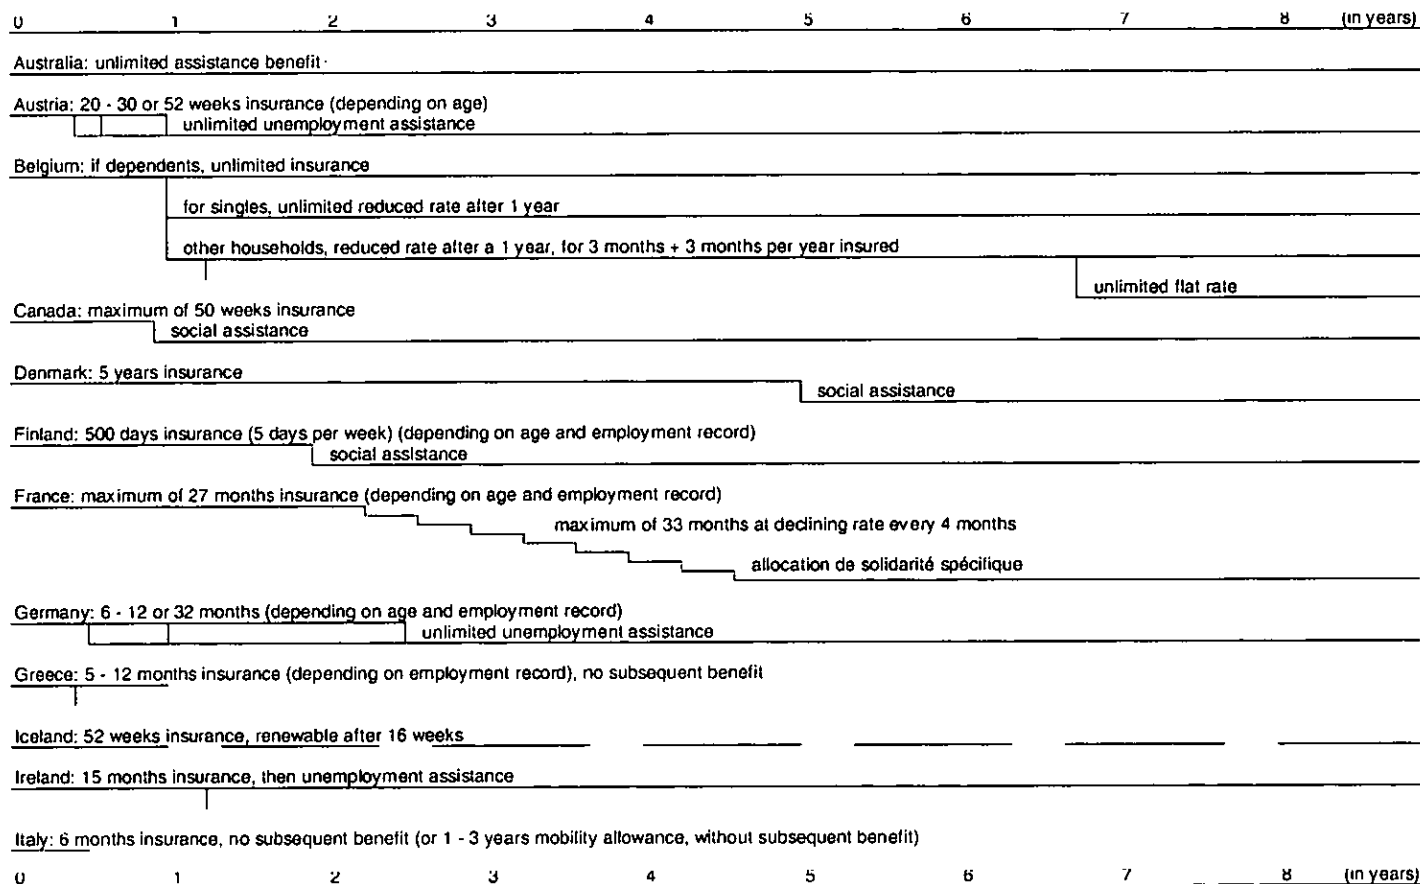 0 1 2 3 4 5 6 7 8 (in years)
Australia: unlimited assistance benefit
Austria: 20 - 30 or 52 weeks insurance (depending on age)
unlimited unemployment assistance
Belgium: if dependents, unlimited insurance
for singles, unlimited reduced rate after 1 year
other households, reduced rate after a 1 year, for 3 months + 3 months per year insured
unlimited flat rate
Canada: maximum of 50 weeks insurance
social assistance
Denmark: 5 years insurance
social assistance
Finland: 500 days insurance (5 days per week) (depending on age and employment record)
social assistance
France: maximum of 27 months insurance (depending on age and employment record)
maximum of 33 months at declining rate every 4 months
allocation de solidarité spécifique
Germany: 6 - 12 or 32 months (depending on age and employment record)
unlimited unemployment assistance
Greece: 5 - 12 months insurance (depending on employment record), no subsequent benefit
Iceland: 52 weeks insurance, renewable after 16 weeks
Ireland: 15 months insurance, then unemployment assistance
Italy: 6 months insurance, no subsequent benefit (or 1 - 3 years mobility allowance, without subsequent benefit)
0 1 2 3 4 5 6 7 8 (in years)